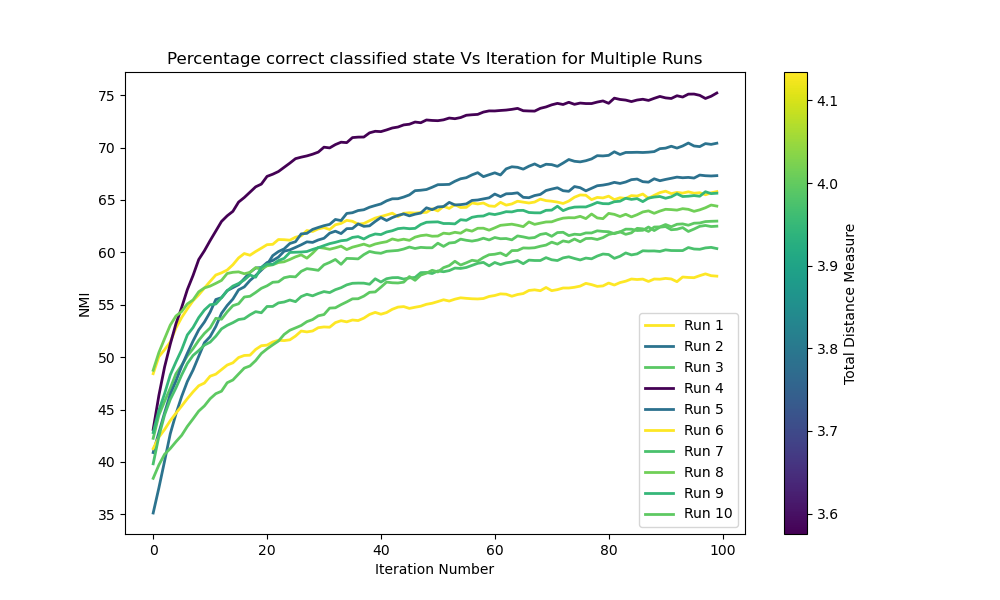 Percentage correct classified state Vs Iteration for Multiple Runs
NMI
75
70
65
60
55
50
45
40
35
0 20 40 60 80 100
Iteration Number
Run 1
Run 2
Run 3
Run 4
Run 5
Run 6
Run 7
Run 8
Run 9
Run 10
4.1
4.0
3.9
3.8
3.7
3.6
Total Distance Measure